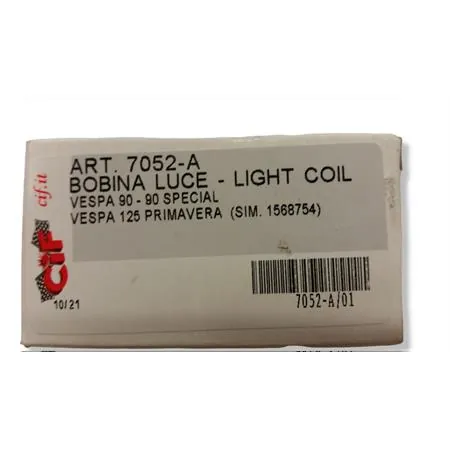 ART. 7052-A
BOBINA LUCE - LIGHT COIL
VESPA 90 - 90 SPECIAL
VESPA 125 PRIMAVERA (SIM. 1568754)
cif.it
CIF
10/21
7052-A/01